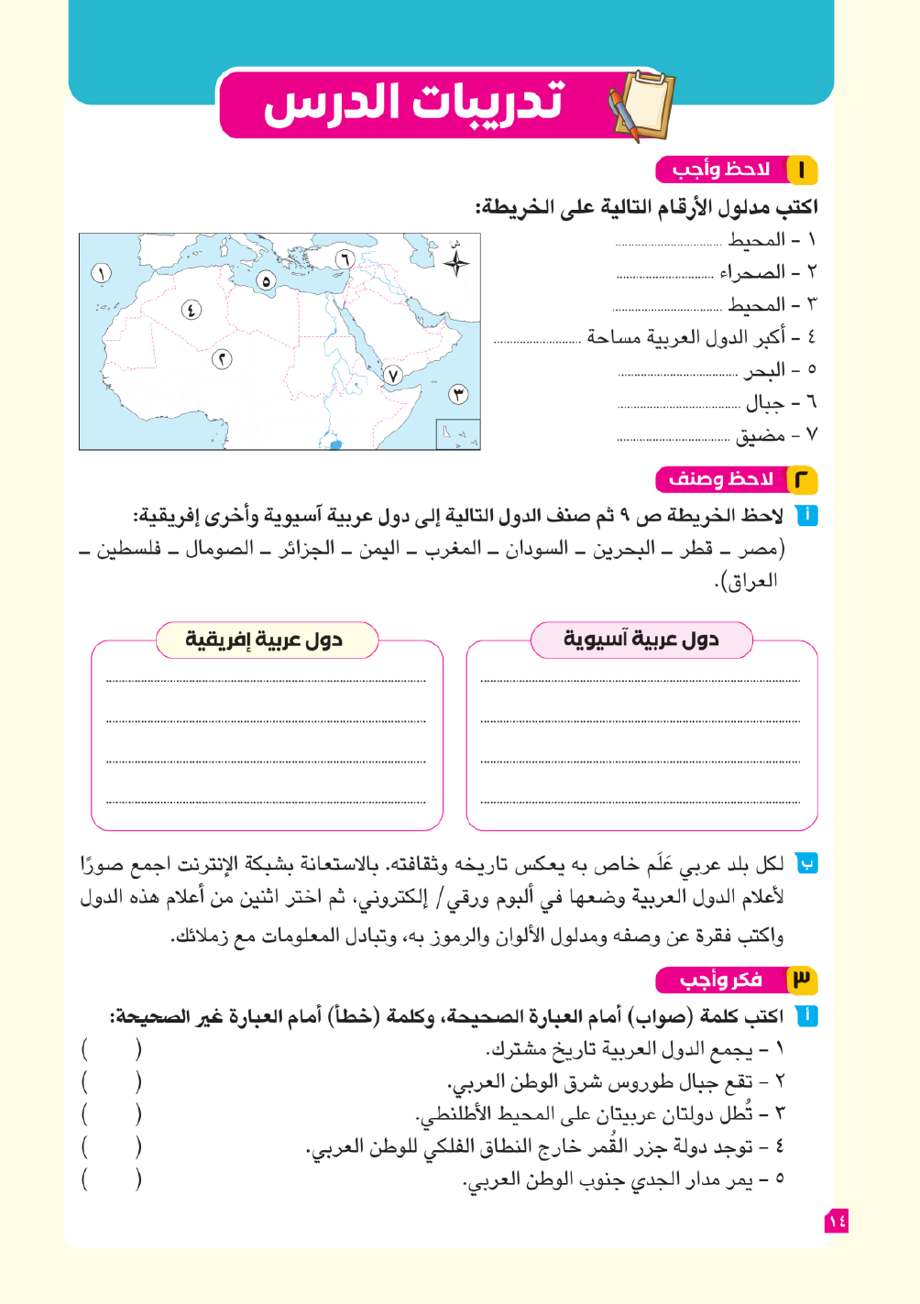 تدريبات الدرس
١ لاحظ وأجب
اكتب مدلول الأرقام التالية على الخريطة:
١ - المحيط ..............................
٢ - الصحراء ..............................
٣ - المحيط ..............................
٤ - أكبر الدول العربية مساحة ..............................
٥ - البحر ..............................
٦ - جبال ..............................
٧ - مضيق ..............................
ش
١
٦
٥
٤
٢
٧
٣
٢ لاحظ وصنف
أ لاحظ الخريطة ص ٩ ثم صنف الدول التالية إلى دول عربية آسيوية وأخرى إفريقية:
(مصر – قطر – البحرين – السودان – المغرب – اليمن – الجزائر – الصومال – فلسطين –
العراق).
دول عربية آسيوية
دول عربية إفريقية
ب لكل بلد عربي عَلَم خاص به يعكس تاريخه وثقافته. بالاستعانة بشبكة الإنترنت اجمع صورًا
لأعلام الدول العربية وضعها في ألبوم ورقي/ إلكتروني، ثم اختر اثنين من أعلام هذه الدول
واكتب فقرة عن وصفه ومدلول الألوان والرموز به، وتبادل المعلومات مع زملائك.
٣ فكر وأجب
أ اكتب كلمة (صواب) أمام العبارة الصحيحة، وكلمة (خطأ) أمام العبارة غير الصحيحة:
١ - يجمع الدول العربية تاريخ مشترك. ( )
٢ - تقع جبال طوروس شرق الوطن العربي. ( )
٣ - تُطل دولتان عربيتان على المحيط الأطلنطي. ( )
٤ - توجد دولة جزر القُمر خارج النطاق الفلكي للوطن العربي. ( )
٥ - يمر مدار الجدي جنوب الوطن العربي. ( )
١٤